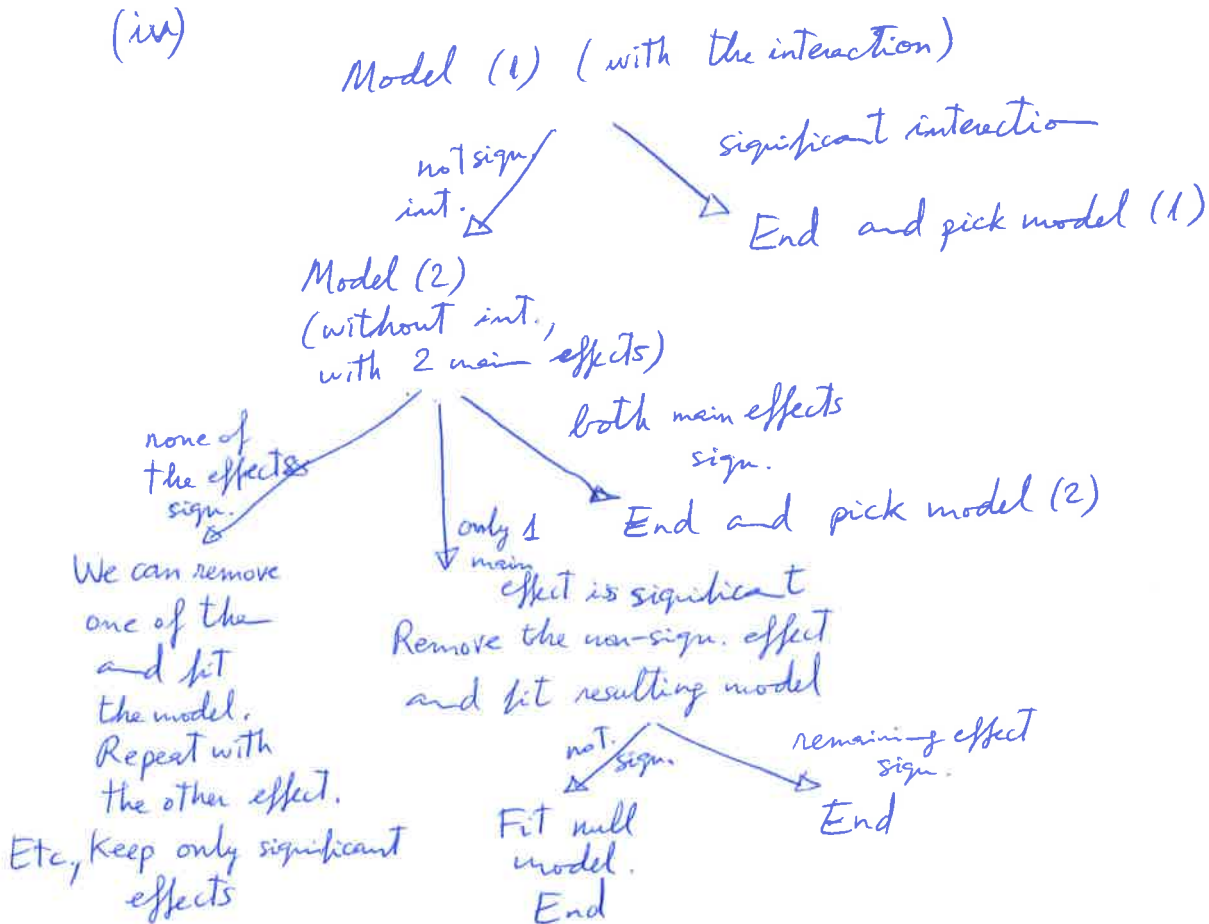 (iv)
Model (1) (with the interaction)
not sign.
int.
significant interaction
End and pick model (1)
Model (2)
(without int.,
with 2 main effects)
none of
the effects
sign.
We can remove
one of the
and fit
the model.
Repeat with
the other effect.
Etc., Keep only significant
effects
only 1
main
effect is significant
Remove the non-sign. effect
and fit resulting model
not.
sign.
Fit null
model.
End
remaining effect
sign.
End
both main effects
sign.
End and pick model (2)